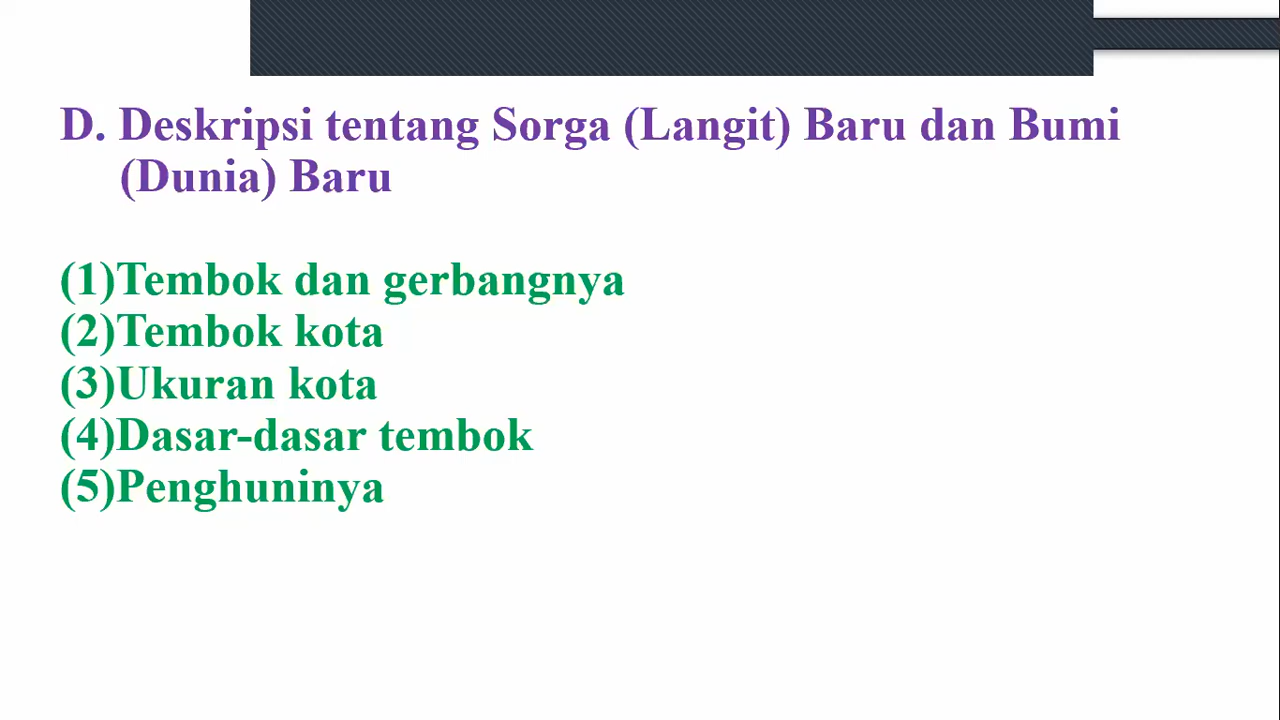 D. Deskripsi tentang Sorga (Langit) Baru dan Bumi
(Dunia) Baru
(1)Tembok dan gerbangnya
(2)Tembok kota
(3)Ukuran kota
(4)Dasar-dasar tembok
(5)Penghuninya